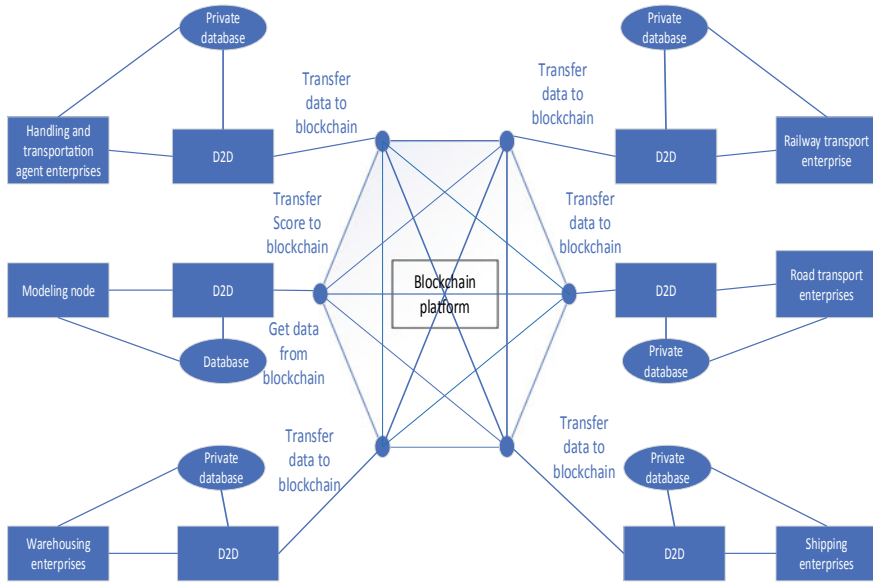 Private
database
Private
database
Transfer
data to
blockchain
Transfer
data to
blockchain
Handling and
transportation
agent enterprises
D2D
D2D
Railway transport
enterprise
Transfer
Score to
blockchain
Transfer
data to
blockchain
Modeling node
D2D
Blockchain
platform
D2D
Road transport
enterprises
Get data
from
blockchain
Database
Private
database
Transfer
data to
blockchain
Transfer
data to
blockchain
Private
database
Private
database
Warehousing
enterprises
D2D
D2D
Shipping
enterprises